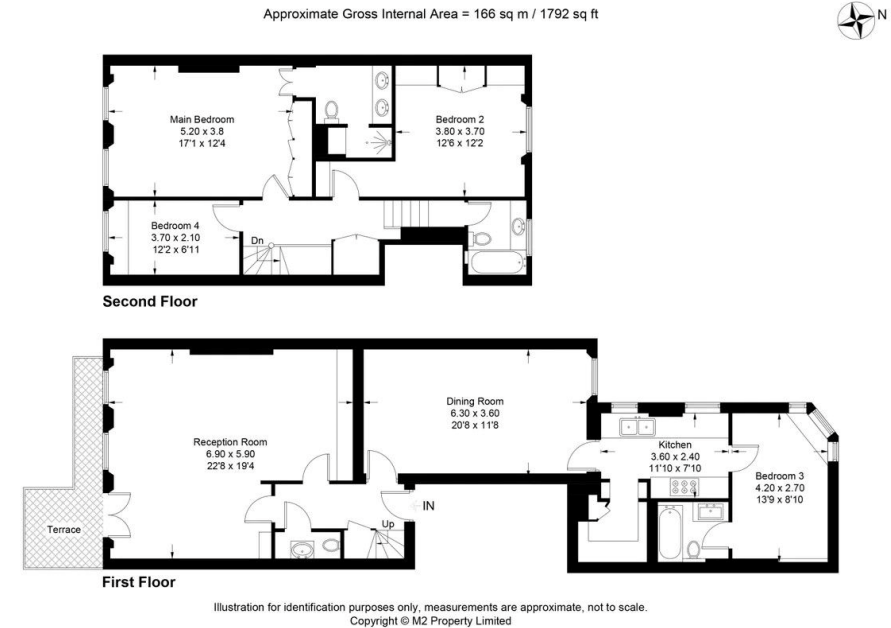 Approximate Gross Internal Area = 166 sq m / 1792 sq ft
N
Main Bedroom
5.20 x 3.8
17'1 x 12'4
Bedroom 2
3.80 x 3.70
12'6 x 12'2
Bedroom 4
3.70 x 2.10
12'2 x 6'11
Dn
Second Floor
Reception Room
6.90 x 5.90
22'8 x 19'4
Dining Room
6.30 x 3.60
20'8 x 11'8
Kitchen
3.60 x 2.40
11'10 x 7'10
Bedroom 3
4.20 x 2.70
13'9 x 8'10
IN
Up
Terrace
First Floor
Illustration for identification purposes only, measurements are approximate, not to scale.
Copyright © M2 Property Limited